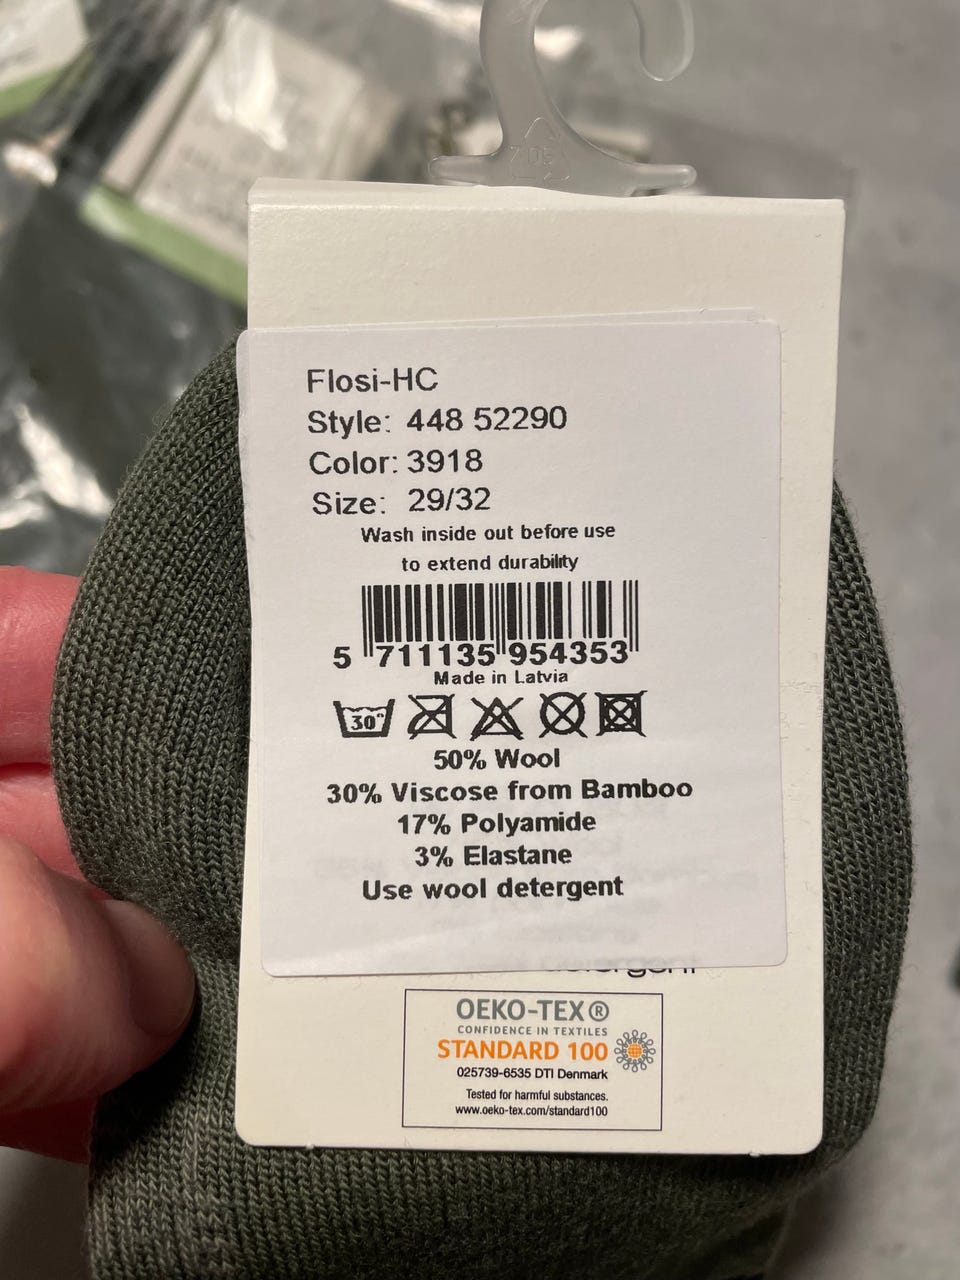 Flosi-HC
Style: 448 52290
Color: 3918
Size: 29/32
Wash inside out before use
to extend durability
5 711135 954353
Made in Latvia
30°
50% Wool
30% Viscose from Bamboo
17% Polyamide
3% Elastane
Use wool detergent
detergent
OEKO-TEX®
CONFIDENCE IN TEXTILES
STANDARD 100
025739-6535 DTI Denmark
Tested for harmful substances.
www.oeko-tex.com/standard100